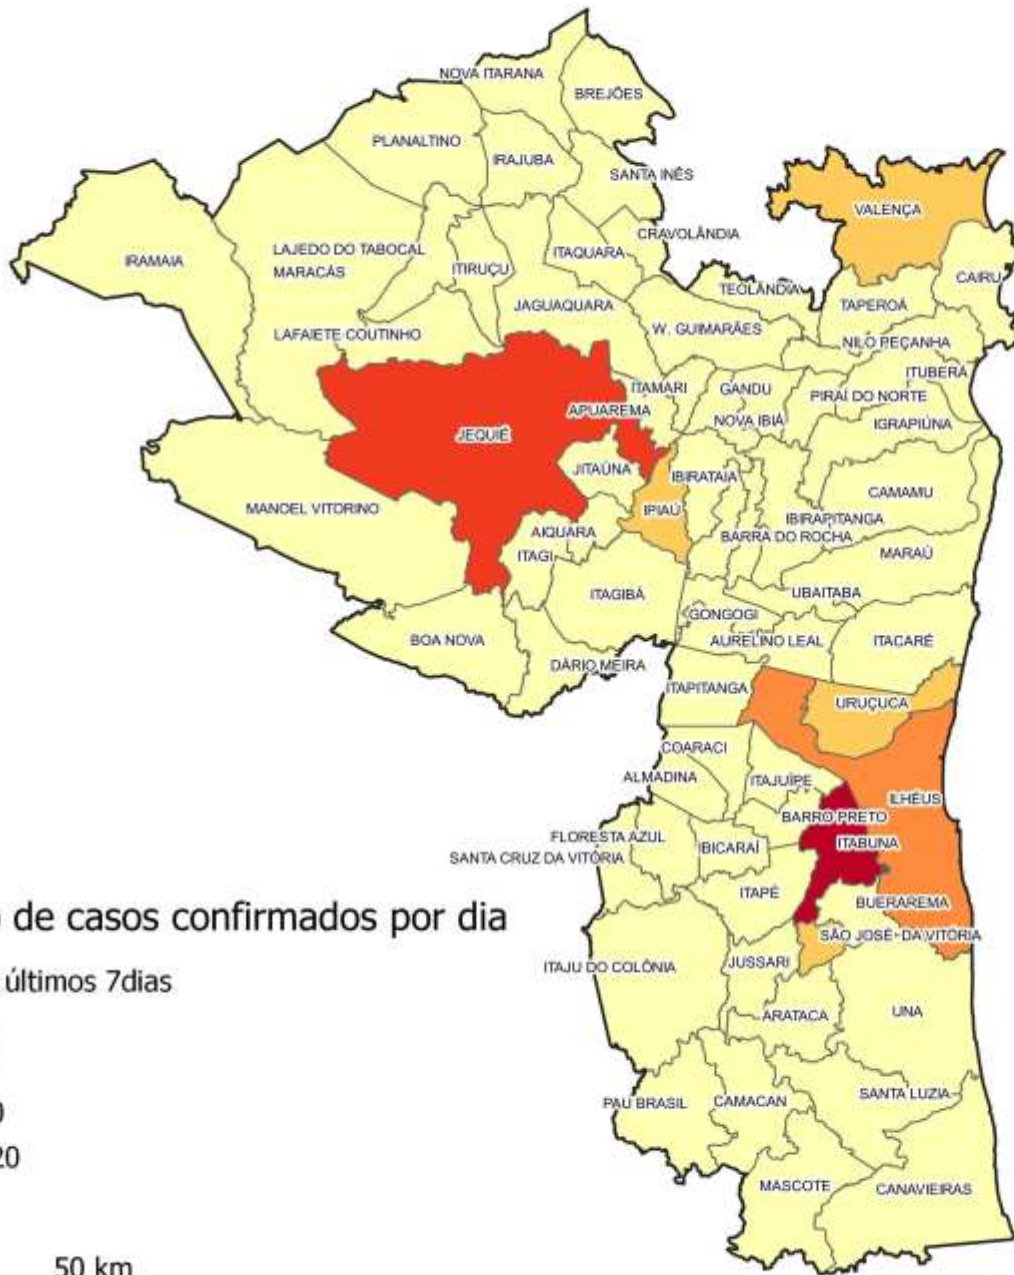 NOVA ITARANA
BREJÕES
PLANALTINO
IRAJUBA
SANTA INÊS
VALENÇA
CRAVOLÂNDIA
LAJEDO DO TABOCAL
ITAQUARA
IRAMAIA
MARACÁS
ITIRUÇU
CAIRU
TEOLÂNDIA
JAGUAQUARA
TAPEROÁ
W. GUIMARÃES
LAFAIETE COUTINHO
NILO PEÇANHA
ITUBERÁ
ITAMARI
GANDU
PIRAÍ DO NORTE
APUAREMA
NOVA IBIÁ
IGRAPIÚNA
JEQUIÉ
JITAÚNA
IBIRATAIA
CAMAMU
MANOEL VITORINO
IPIAÚ
IBIRAPITANGA
AIQUARA
BARRA DO ROCHA
ITAGI
MARAÚ
ITAGIBÁ
UBAITABA
GONGOGI
BOA NOVA
AURELINO LEAL
ITACARÉ
DÁRIO MEIRA
ITAPITANGA
URUÇUCA
COARACI
ALMADINA
ITAJUÍPE
ILHÉUS
BARRO PRETO
FLORESTA AZUL
IBICARAÍ
ITABUNA
SANTA CRUZ DA VITÓRIA
ITAPÉ
BUERAREMA
de casos confirmados por dia
SÃO JOSÉ DA VITÓRIA
ITAJU DO COLÔNIA
JUSSARI
últimos 7dias
ARATACA
UNA
PAU BRASIL
CAMACAN
SANTA LUZIA
20
MASCOTE
CANAVIEIRAS
50 km